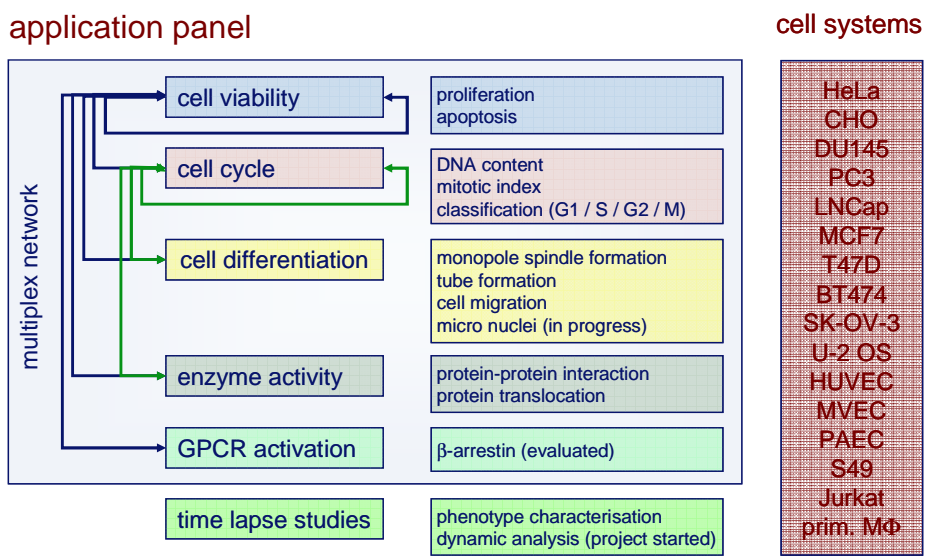 application panel
cell systems
multiplex network
cell viability
proliferation
apoptosis
cell cycle
DNA content
mitotic index
classification (G1 / S / G2 / M)
cell differentiation
monopole spindle formation
tube formation
cell migration
micro nuclei (in progress)
enzyme activity
protein-protein interaction
protein translocation
GPCR activation
β-arrestin (evaluated)
time lapse studies
phenotype characterisation
dynamic analysis (project started)
HeLa
CHO
DU145
PC3
LNCap
MCF7
T47D
BT474
SK-OV-3
U-2 OS
HUVEC
MVEC
PAEC
S49
Jurkat
prim. MΦ